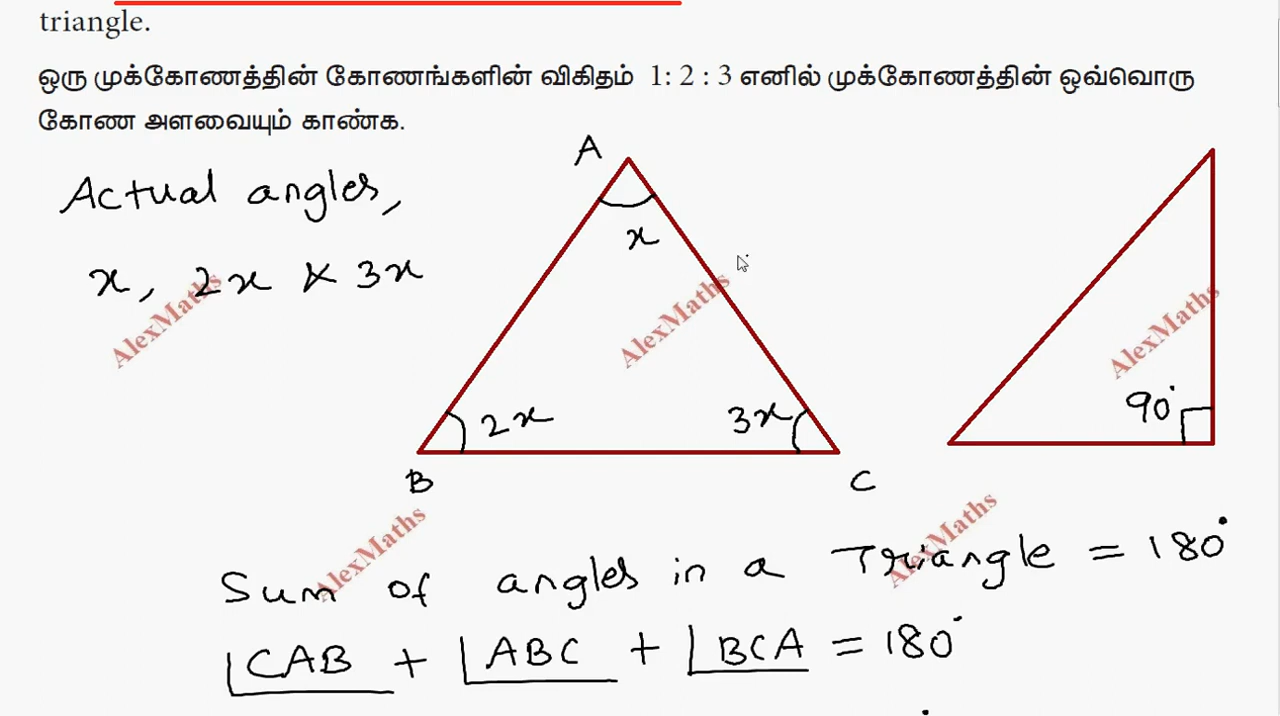 triangle.
ஒரு முக்கோணத்தின் கோணங்களின் விகிதம் 1: 2 : 3 எனில் முக்கோணத்தின் ஒவ்வொரு
கோண அளவையும் காண்க.
Actual angles,
x, 2x & 3x
A
x
B
2x
3x
C
90°
AlexMaths
AlexMaths
AlexMaths
AlexMaths
AlexMaths
Sum of angles in a Triangle = 180°
∠CAB + ∠ABC + ∠BCA = 180°